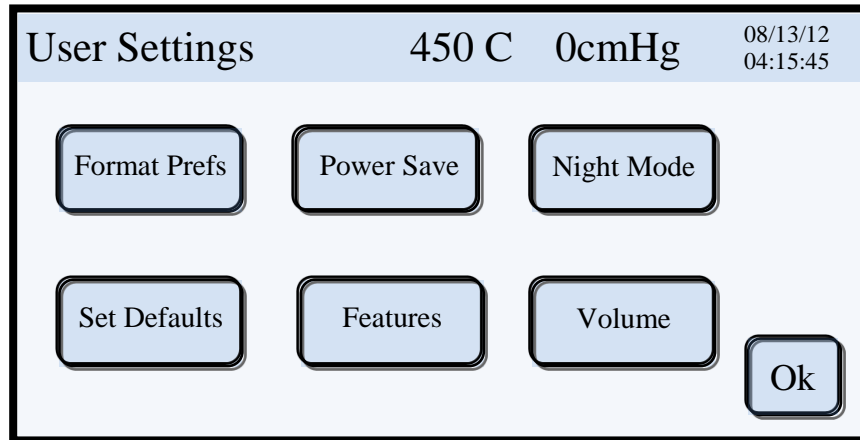 User Settings 450 C 0cmHg 08/13/12
04:15:45
Format Prefs Power Save Night Mode
Set Defaults Features Volume
Ok